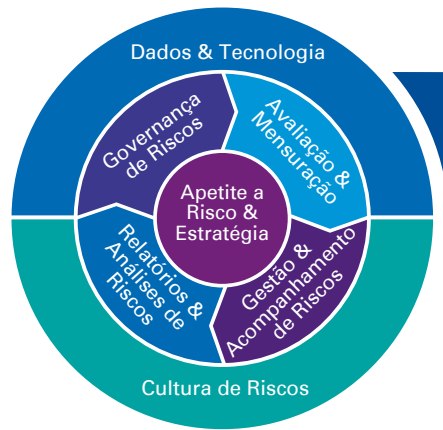 Dados & Tecnologia
Governança
de Riscos
Avaliação &
Mensuração
Apetite a
Risco &
Estratégia
Relatórios &
Análises de
Riscos
Gestão &
Acompanhamento
de Riscos
Cultura de Riscos